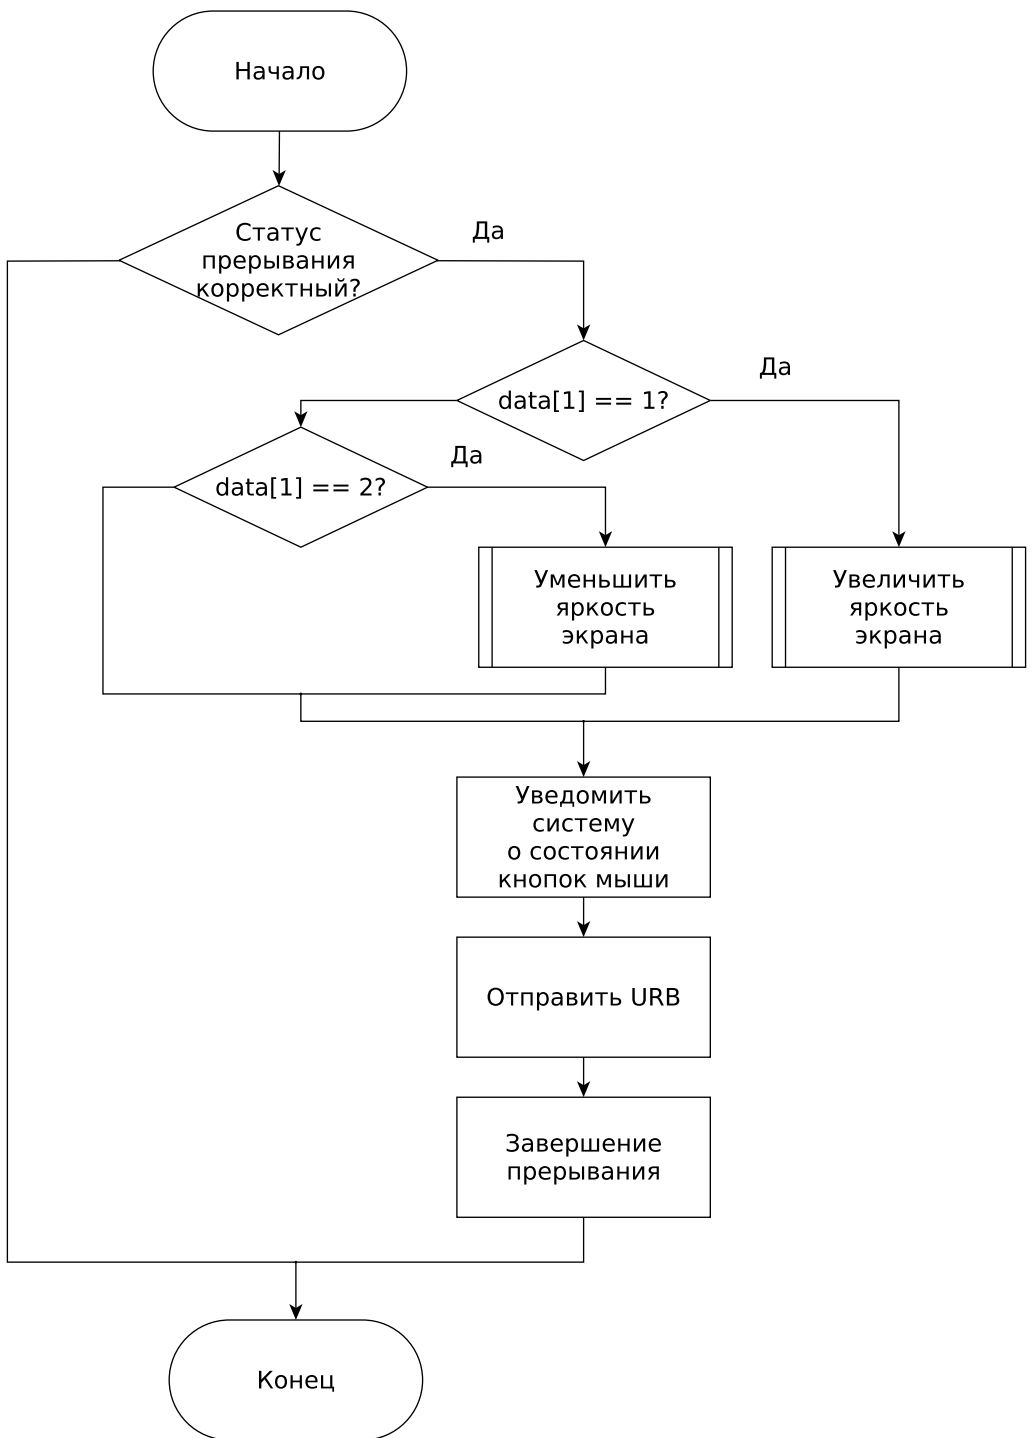 Начало
Статус
прерывания
корректный?
Да
data[1] == 1?
Да
data[1] == 2?
Да
Уменьшить
яркость
экрана
Увеличить
яркость
экрана
Уведомить
систему
о состоянии
кнопок мыши
Отправить URB
Завершение
прерывания
Конец